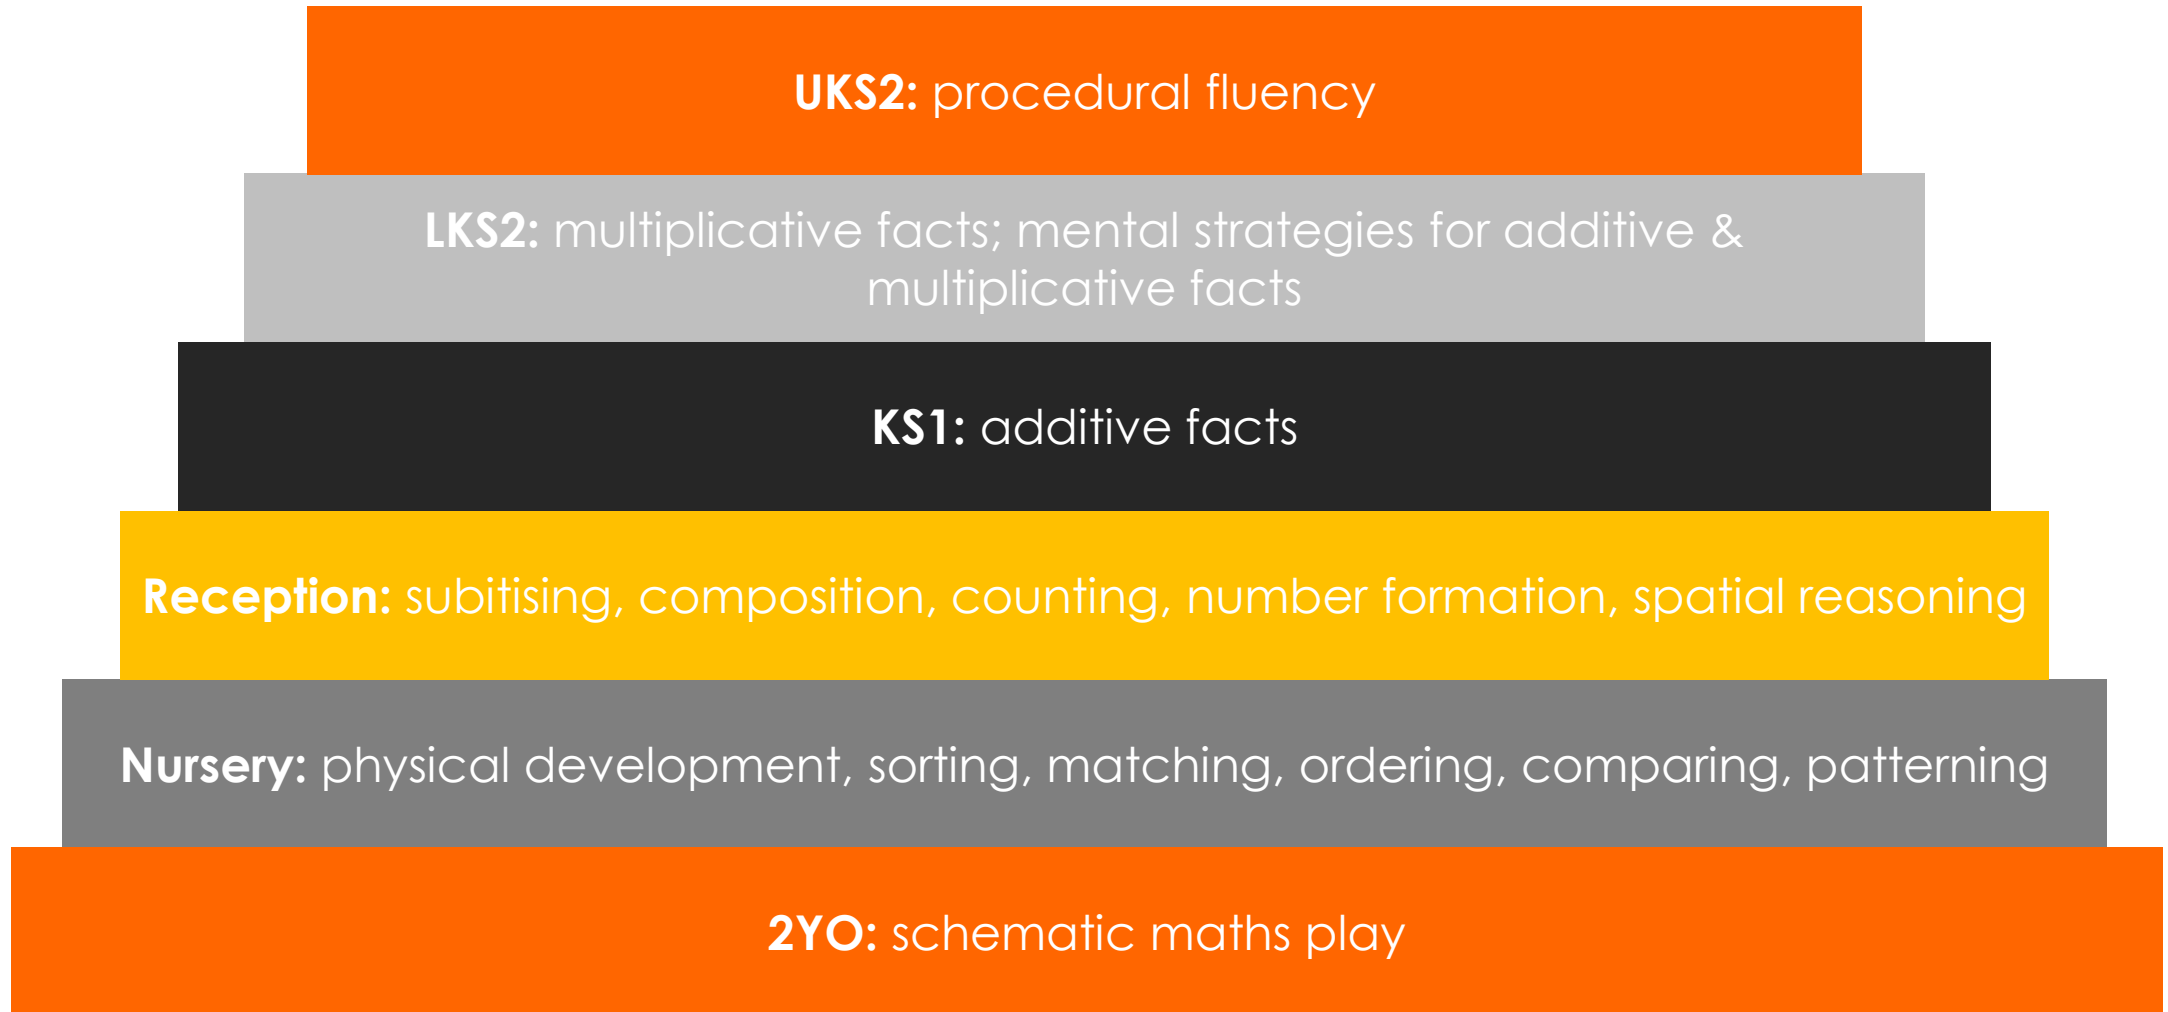 UKS2: procedural fluency
LKS2: multiplicative facts; mental strategies for additive &
multiplicative facts
KS1: additive facts
Reception: subitising, composition, counting, number formation, spatial reasoning
Nursery: physical development, sorting, matching, ordering, comparing, patterning
2YO: schematic maths play